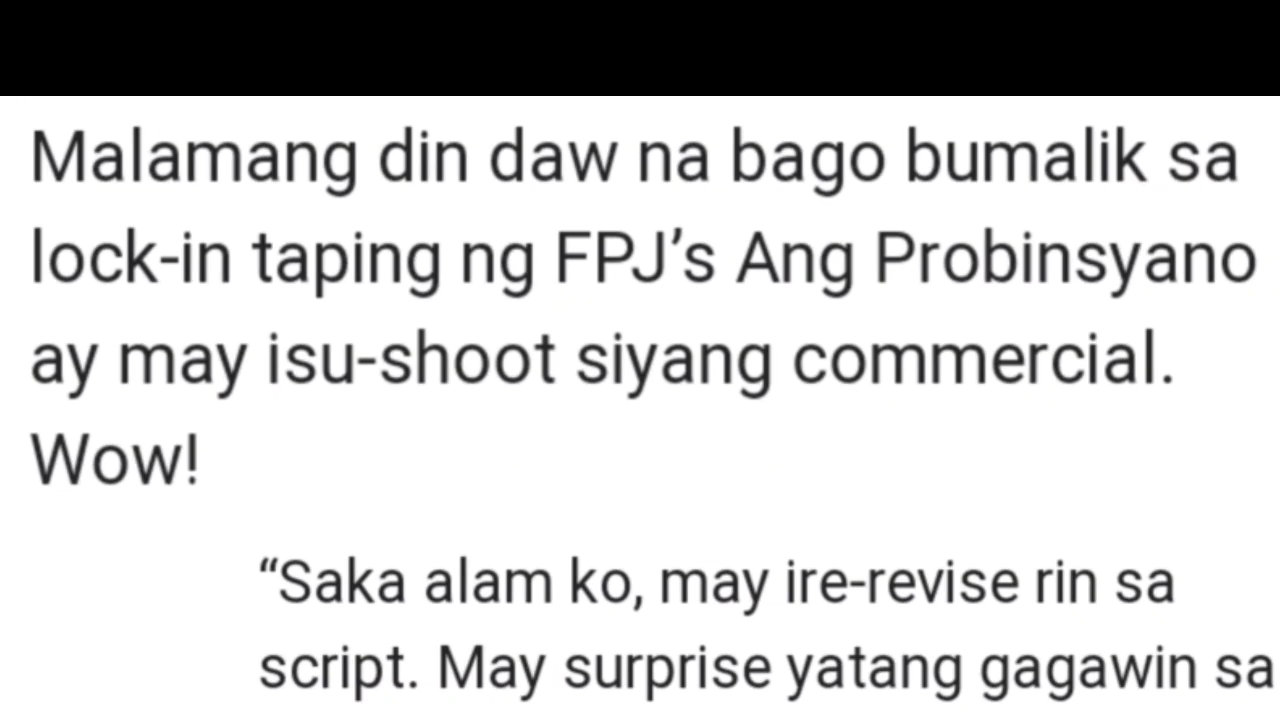 Malamang din daw na bago bumalik sa
lock-in taping ng FPJ’s Ang Probinsyano
ay may isu-shoot siyang commercial.
Wow!
“Saka alam ko, may ire-revise rin sa
script. May surprise yatang gagawin sa